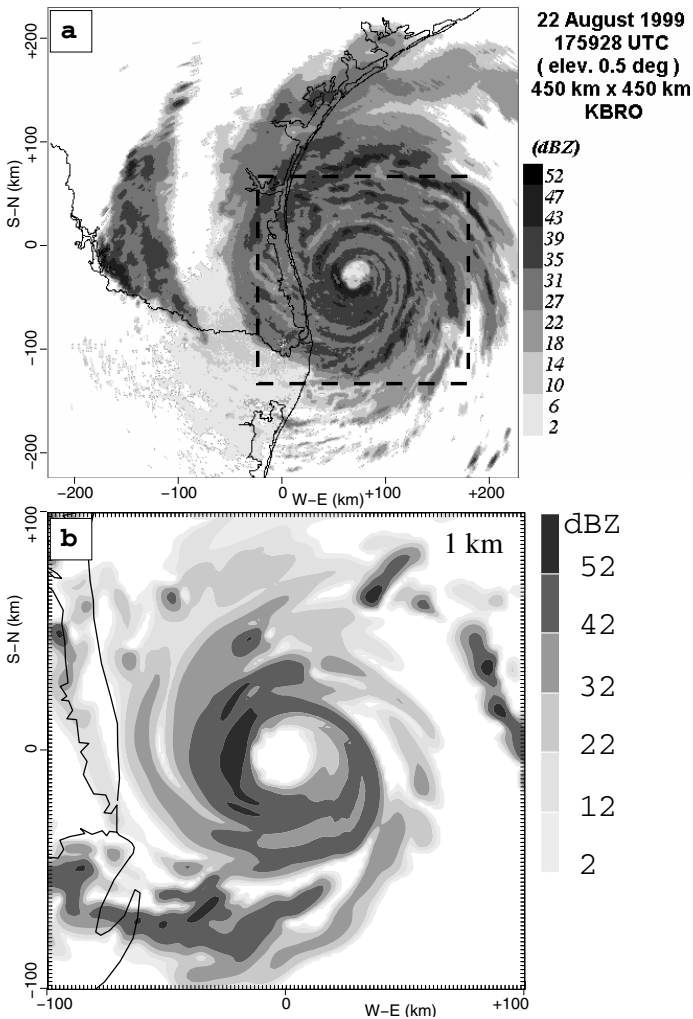 a
22 August 1999
175928 UTC
( elev. 0.5 deg )
450 km x 450 km
KBRO
(dBZ)
52
47
43
39
35
31
27
22
18
14
10
6
2
S−N (km)
+200
+100
0
−100
−200
−200
−100
0
+100
+200
W−E (km)
b
1 km
dBZ
52
42
32
22
12
2
S−N (km)
+100
0
−100
−100
0
+100
W−E (km)